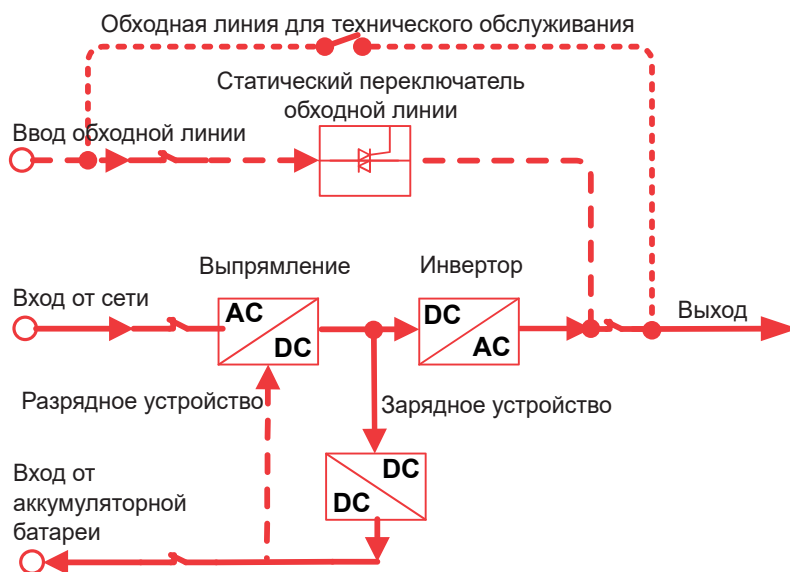 Обходная линия для технического обслуживания
Статический переключатель
обходной линии
Ввод обходной линии
Выпрямление
Инвертор
Вход от сети
AC
DC
DC
AC
Выход
Разрядное устройство
Зарядное устройство
DC
DC
Вход от
аккумуляторной
батареи